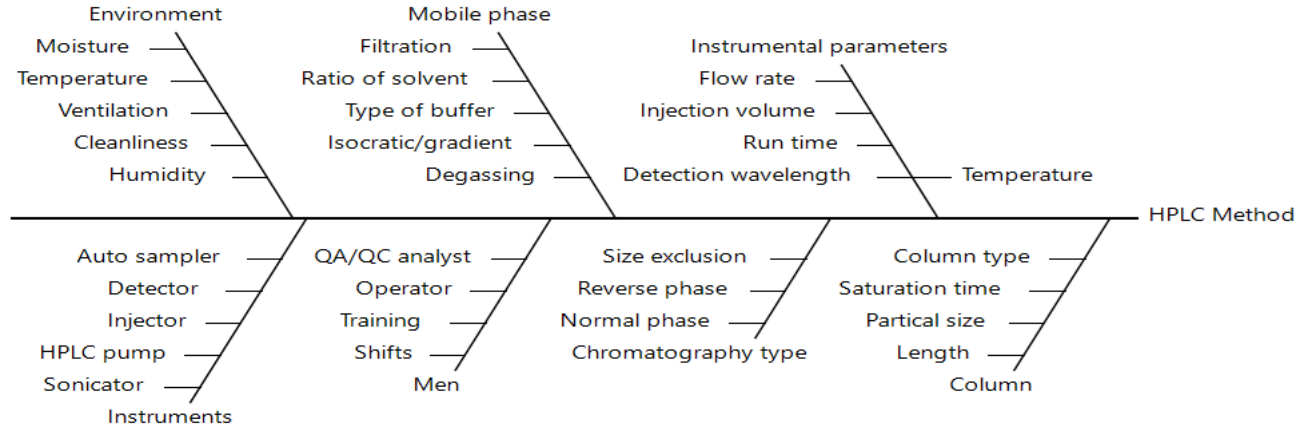 Environment
Moisture
Temperature
Ventilation
Cleanliness
Humidity
Mobile phase
Filtration
Ratio of solvent
Type of buffer
Isocratic/gradient
Degassing
Instrumental parameters
Flow rate
Injection volume
Run time
Detection wavelength
Temperature
HPLC Method
Auto sampler
Detector
Injector
HPLC pump
Sonicator
Instruments
QA/QC analyst
Operator
Training
Shifts
Men
Size exclusion
Reverse phase
Normal phase
Chromatography type
Column type
Saturation time
Partical size
Length
Column